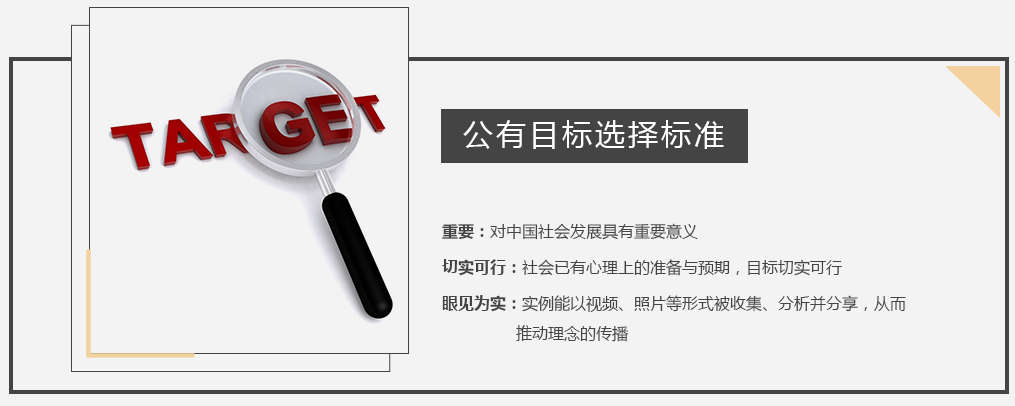 TARGET
公有目标选择标准
重要：对中国社会发展具有重要意义
切实可行：社会已有心理上的准备与预期，目标切实可行
眼见为实：实例能以视频、照片等形式被收集、分析并分享，从而
推动理念的传播